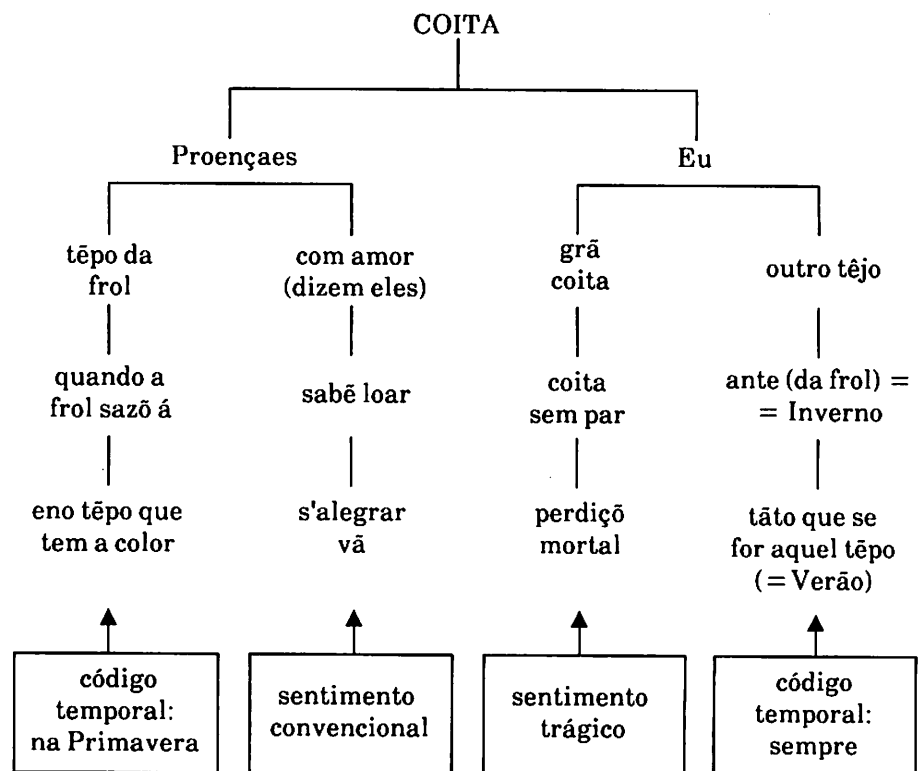 COITA
Proençaes
Eu
tẽpo da
frol
com amor
(dizem eles)
grã
coita
outro têjo
quando a
frol sazõ á
sabẽ loar
coita
sem par
ante (da frol) =
= Inverno
eno tẽpo que
tem a color
s'alegrar
vã
perdiçõ
mortal
tãto que se
for aquel tẽpo
(= Verão)
código
temporal:
na Primavera
sentimento
convencional
sentimento
trágico
código
temporal:
sempre